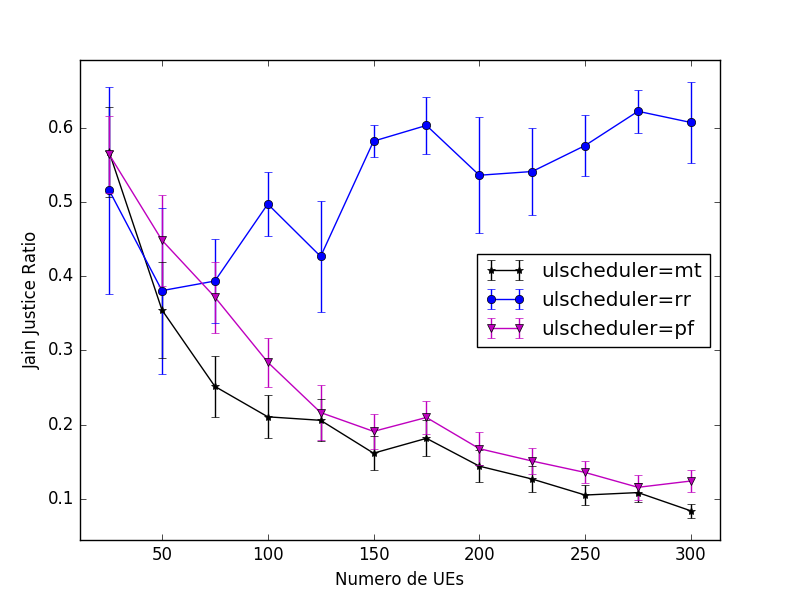 0.6
0.5
0.4
0.3
0.2
0.1
Jain Justice Ratio
ulscheduler=mt
ulscheduler=rr
ulscheduler=pf
50 100 150 200 250 300
Numero de UEs